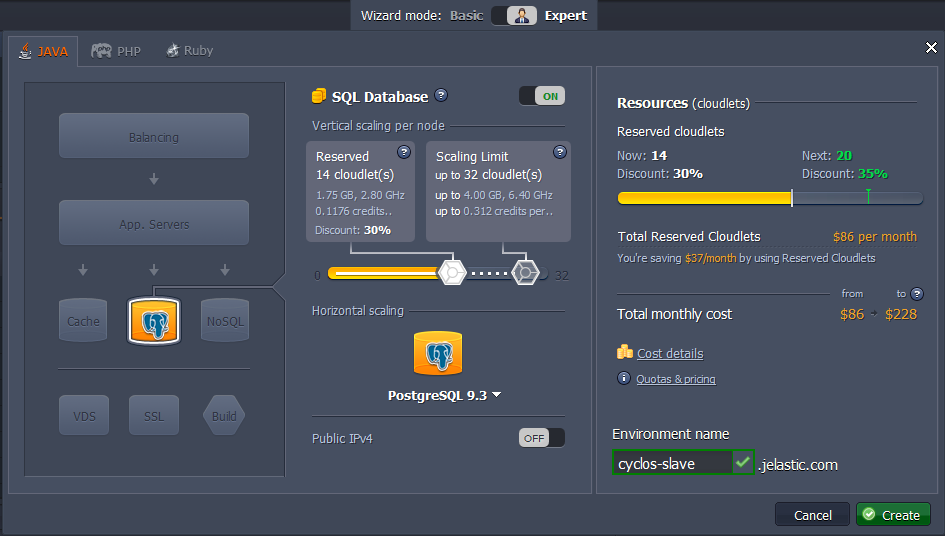 Wizard mode: Basic Expert
JAVA PHP Ruby
Balancing
App. Servers
Cache NoSQL
VDS SSL Build
SQL Database ? ON
Vertical scaling per node
Reserved ?
14 cloudlet(s)
1.75 GB, 2.80 GHz
0.1176 credits..
Discount: 30%
Scaling Limit ?
up to 32 cloudlet(s)
up to 4.00 GB, 6.40 GHz
up to 0.312 credits per..
0 32
Horizontal scaling
PostgreSQL 9.3
Public IPv4 OFF
Resources (cloudlets)
Reserved cloudlets
Now: 14 Next: 20
Discount: 30% Discount: 35%
Total Reserved Cloudlets $86 per month
You're saving $37/month by using Reserved Cloudlets
from to ?
Total monthly cost $86 $228
Cost details
Quotas & pricing
Environment name
cyclos-slave .jelastic.com
Cancel Create